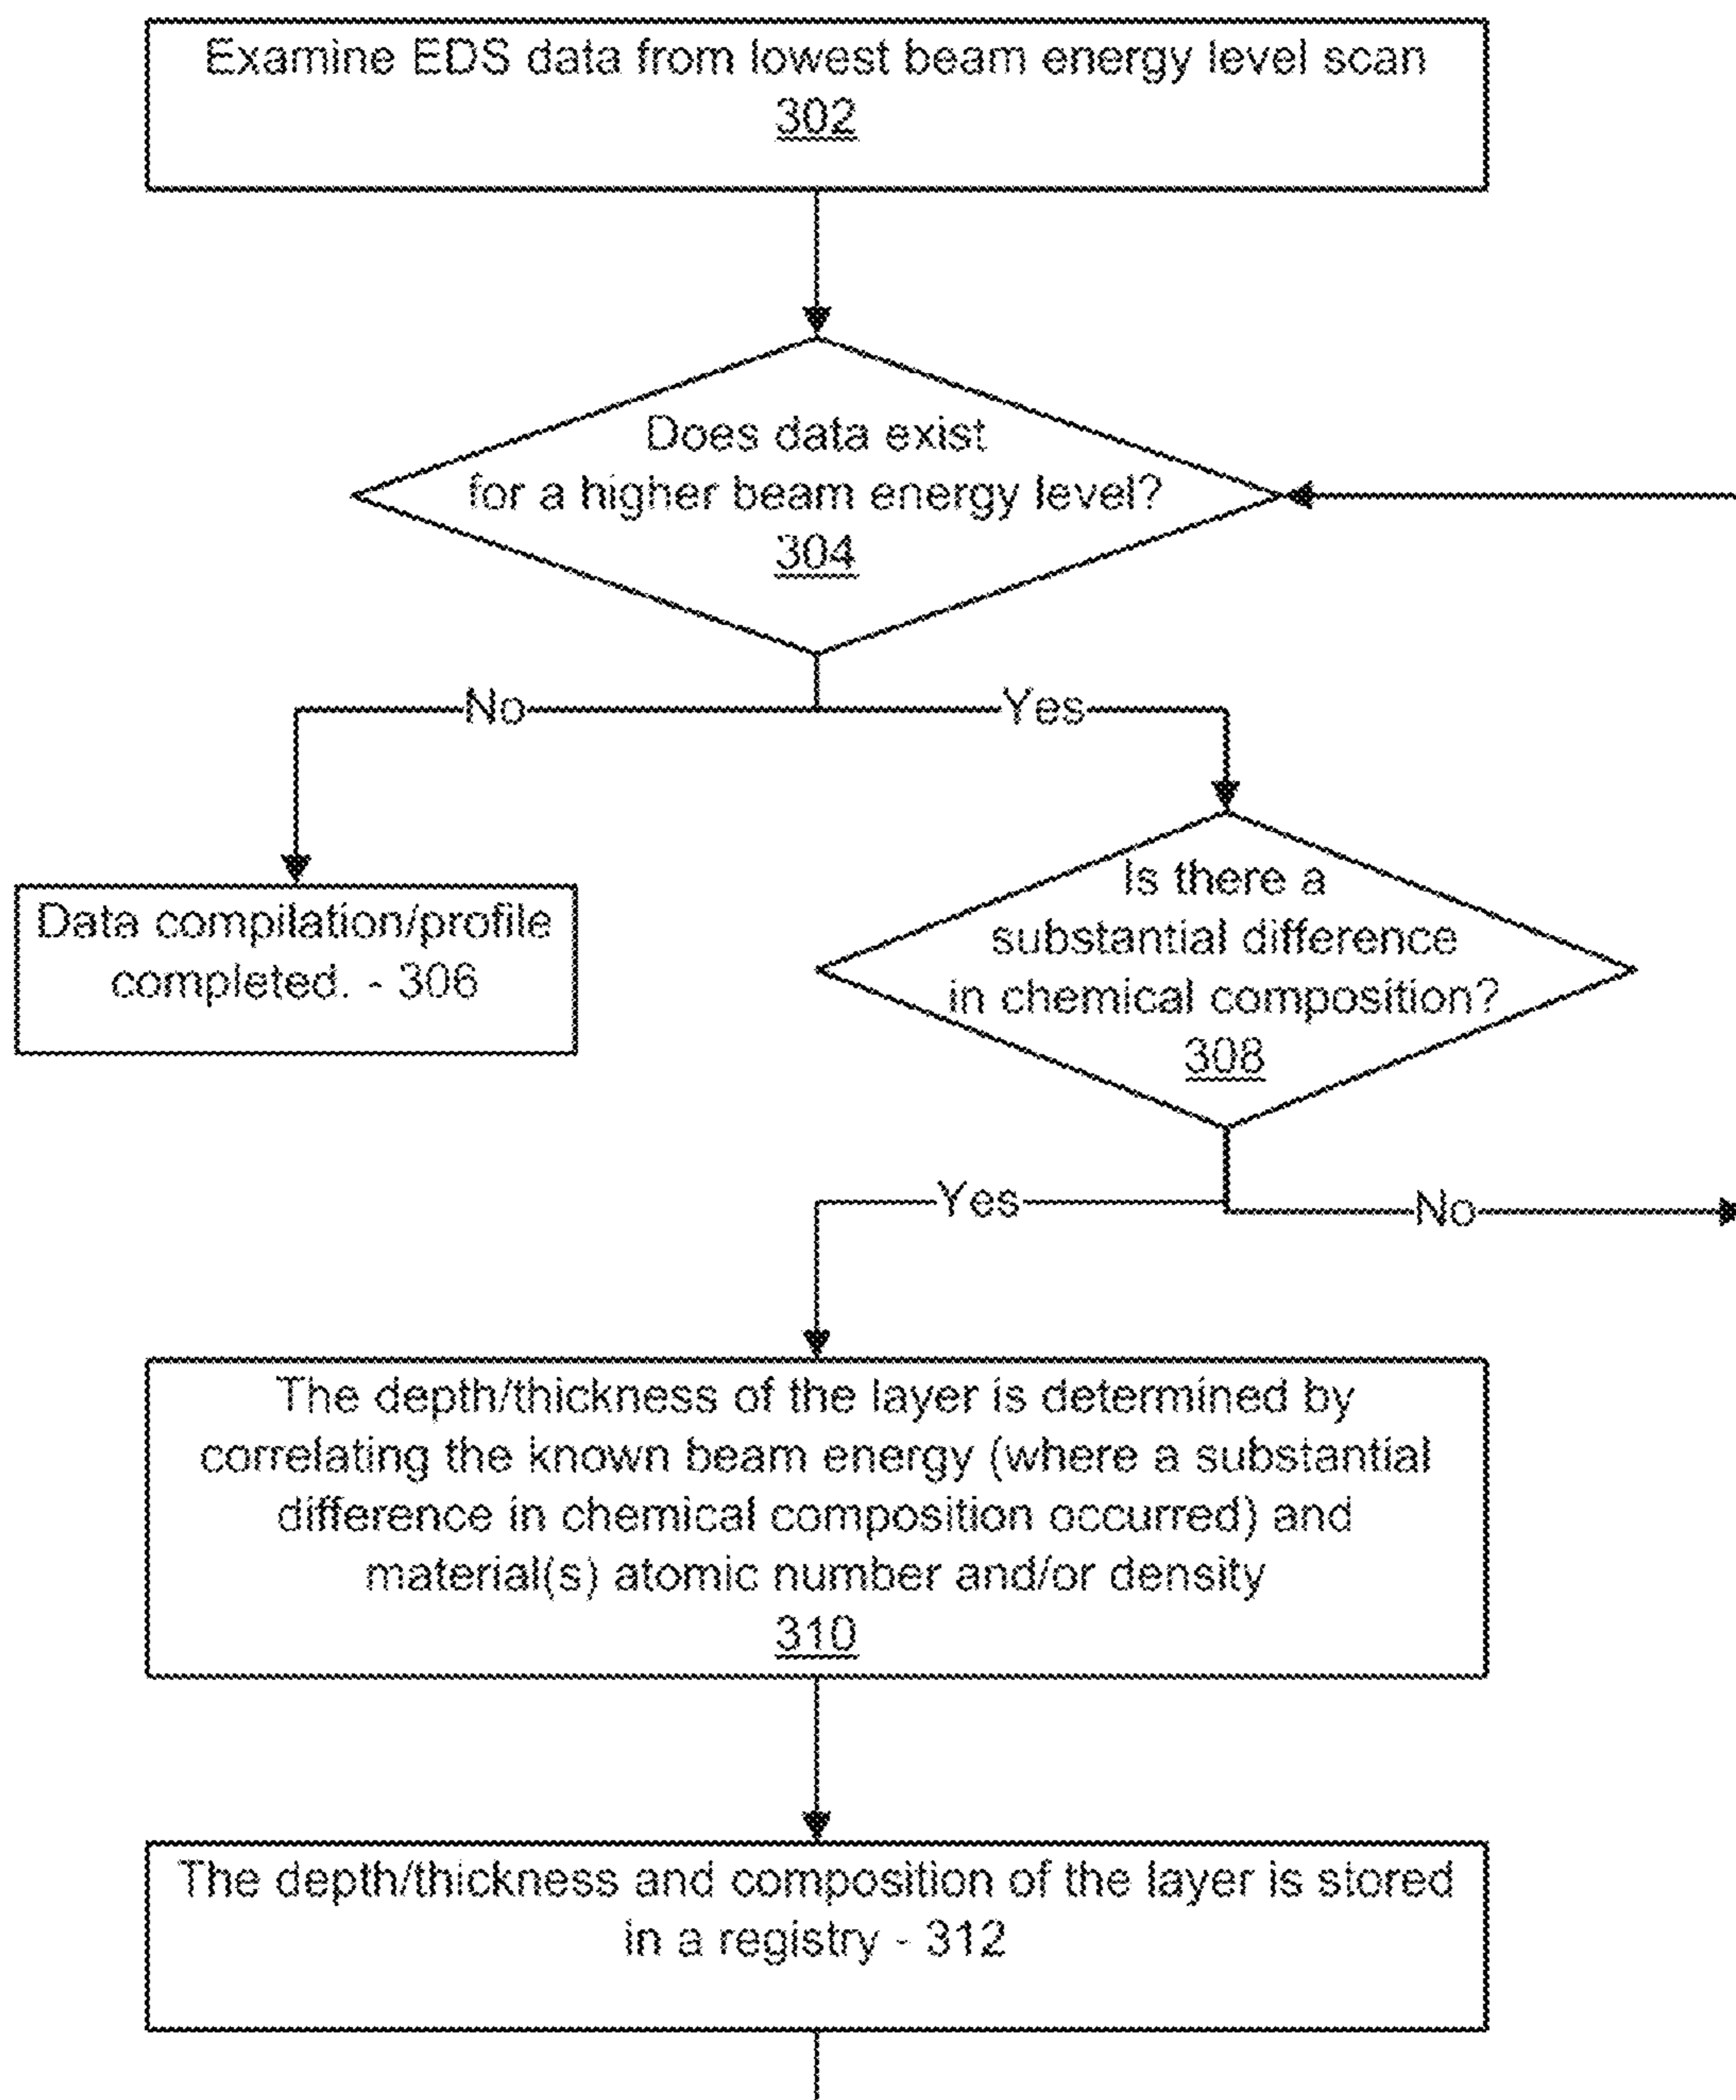 Examine EDS data from lowest beam energy level scan
302
Does data exist
for a higher beam energy level?
304
No
Yes
Data compilation/profile
completed. - 306
Is there a
substantial difference
in chemical composition?
308
Yes
No
The depth/thickness of the layer is determined by
correlating the known beam energy (where a substantial
difference in chemical composition occurred) and
material(s) atomic number and/or density
310
The depth/thickness and composition of the layer is stored
in a registry - 312